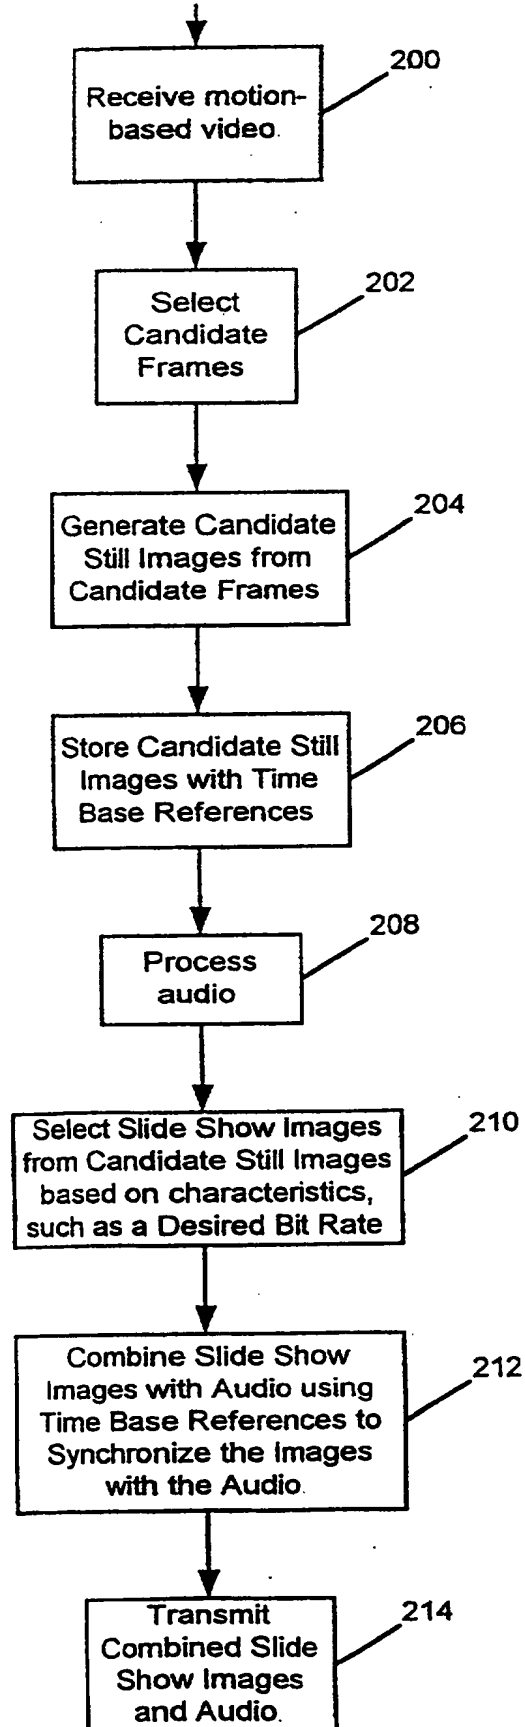 200
Receive motion-
based video.
202
Select
Candidate
Frames
204
Generate Candidate
Still Images from
Candidate Frames
206
Store Candidate Still
Images with Time
Base References
208
Process
audio
210
Select Slide Show Images
from Candidate Still Images
based on characteristics,
such as a Desired Bit Rate
212
Combine Slide Show
Images with Audio using
Time Base References to
Synchronize the Images
with the Audio.
214
Transmit
Combined Slide
Show Images
and Audio.